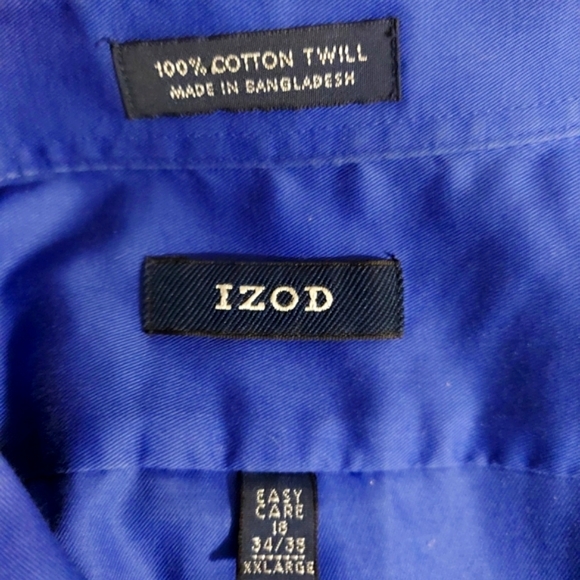 100% COTTON TWILL
MADE IN BANGLADESH
IZOD
EASY
CARE
18
34/35
XXLARGE